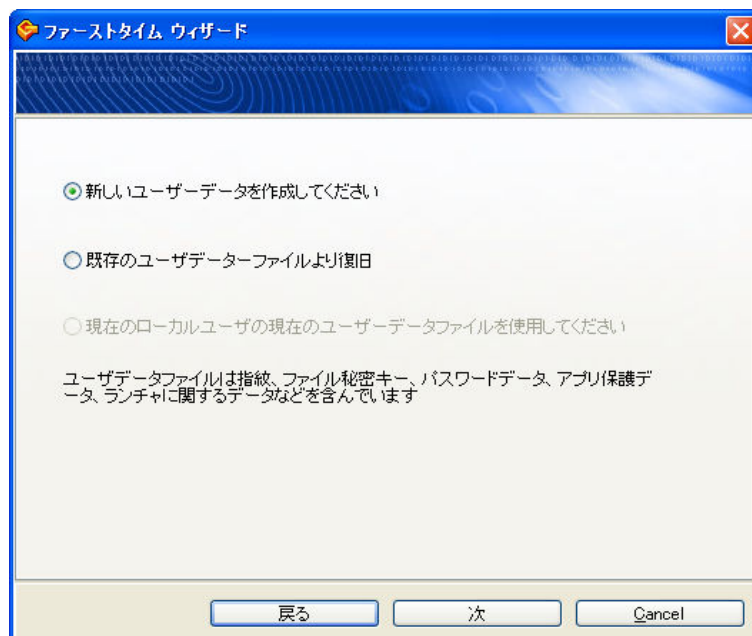 ファーストタイム ウィザード
新しいユーザーデータを作成してください
既存のユーザデーターファイルより復旧
現在のローカルユーザの現在のユーザーデータファイルを使用してください
ユーザデータファイルは指紋、ファイル秘密キー、パスワードデータ、アプリ保護デ
ータ、ランチャに関するデータなどを含んでいます
戻る
次
Cancel